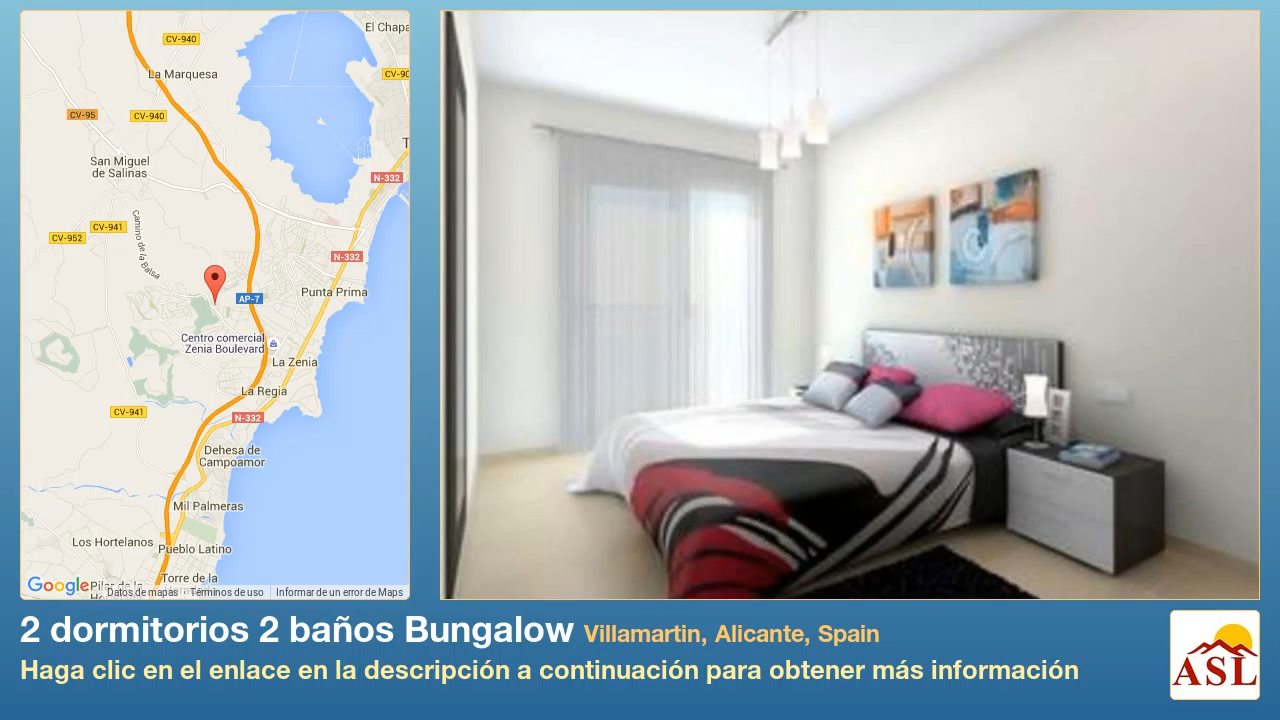 El Chapa
CV-940
La Marquesa
CV-90
CV-95
CV-940
T
San Miguel
de Salinas
N-332
CV-941
CV-952
Camino de la Balsa
N-332
AP-7
Punta Prima
Centro comercial
Zenia Boulevard
La Zenia
La Regia
CV-941
N-332
Dehesa de
Campoamor
Mil Palmeras
Los Hortelanos
Pueblo Latino
Torre de la
Google
Pilar de la
Datos de mapas
Términos de uso
Informar de un error de Maps
2 dormitorios 2 baños Bungalow Villamartin, Alicante, Spain
Haga clic en el enlace en la descripción a continuación para obtener más información
ASL